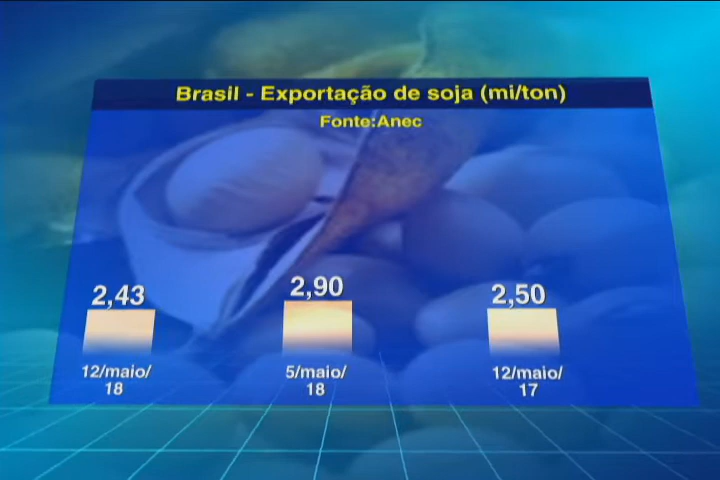 Brasil - Exportação de soja (mi/ton)
Fonte:Anec
2,43
2,90
2,50
12/maio/
18
5/maio/
18
12/maio/
17